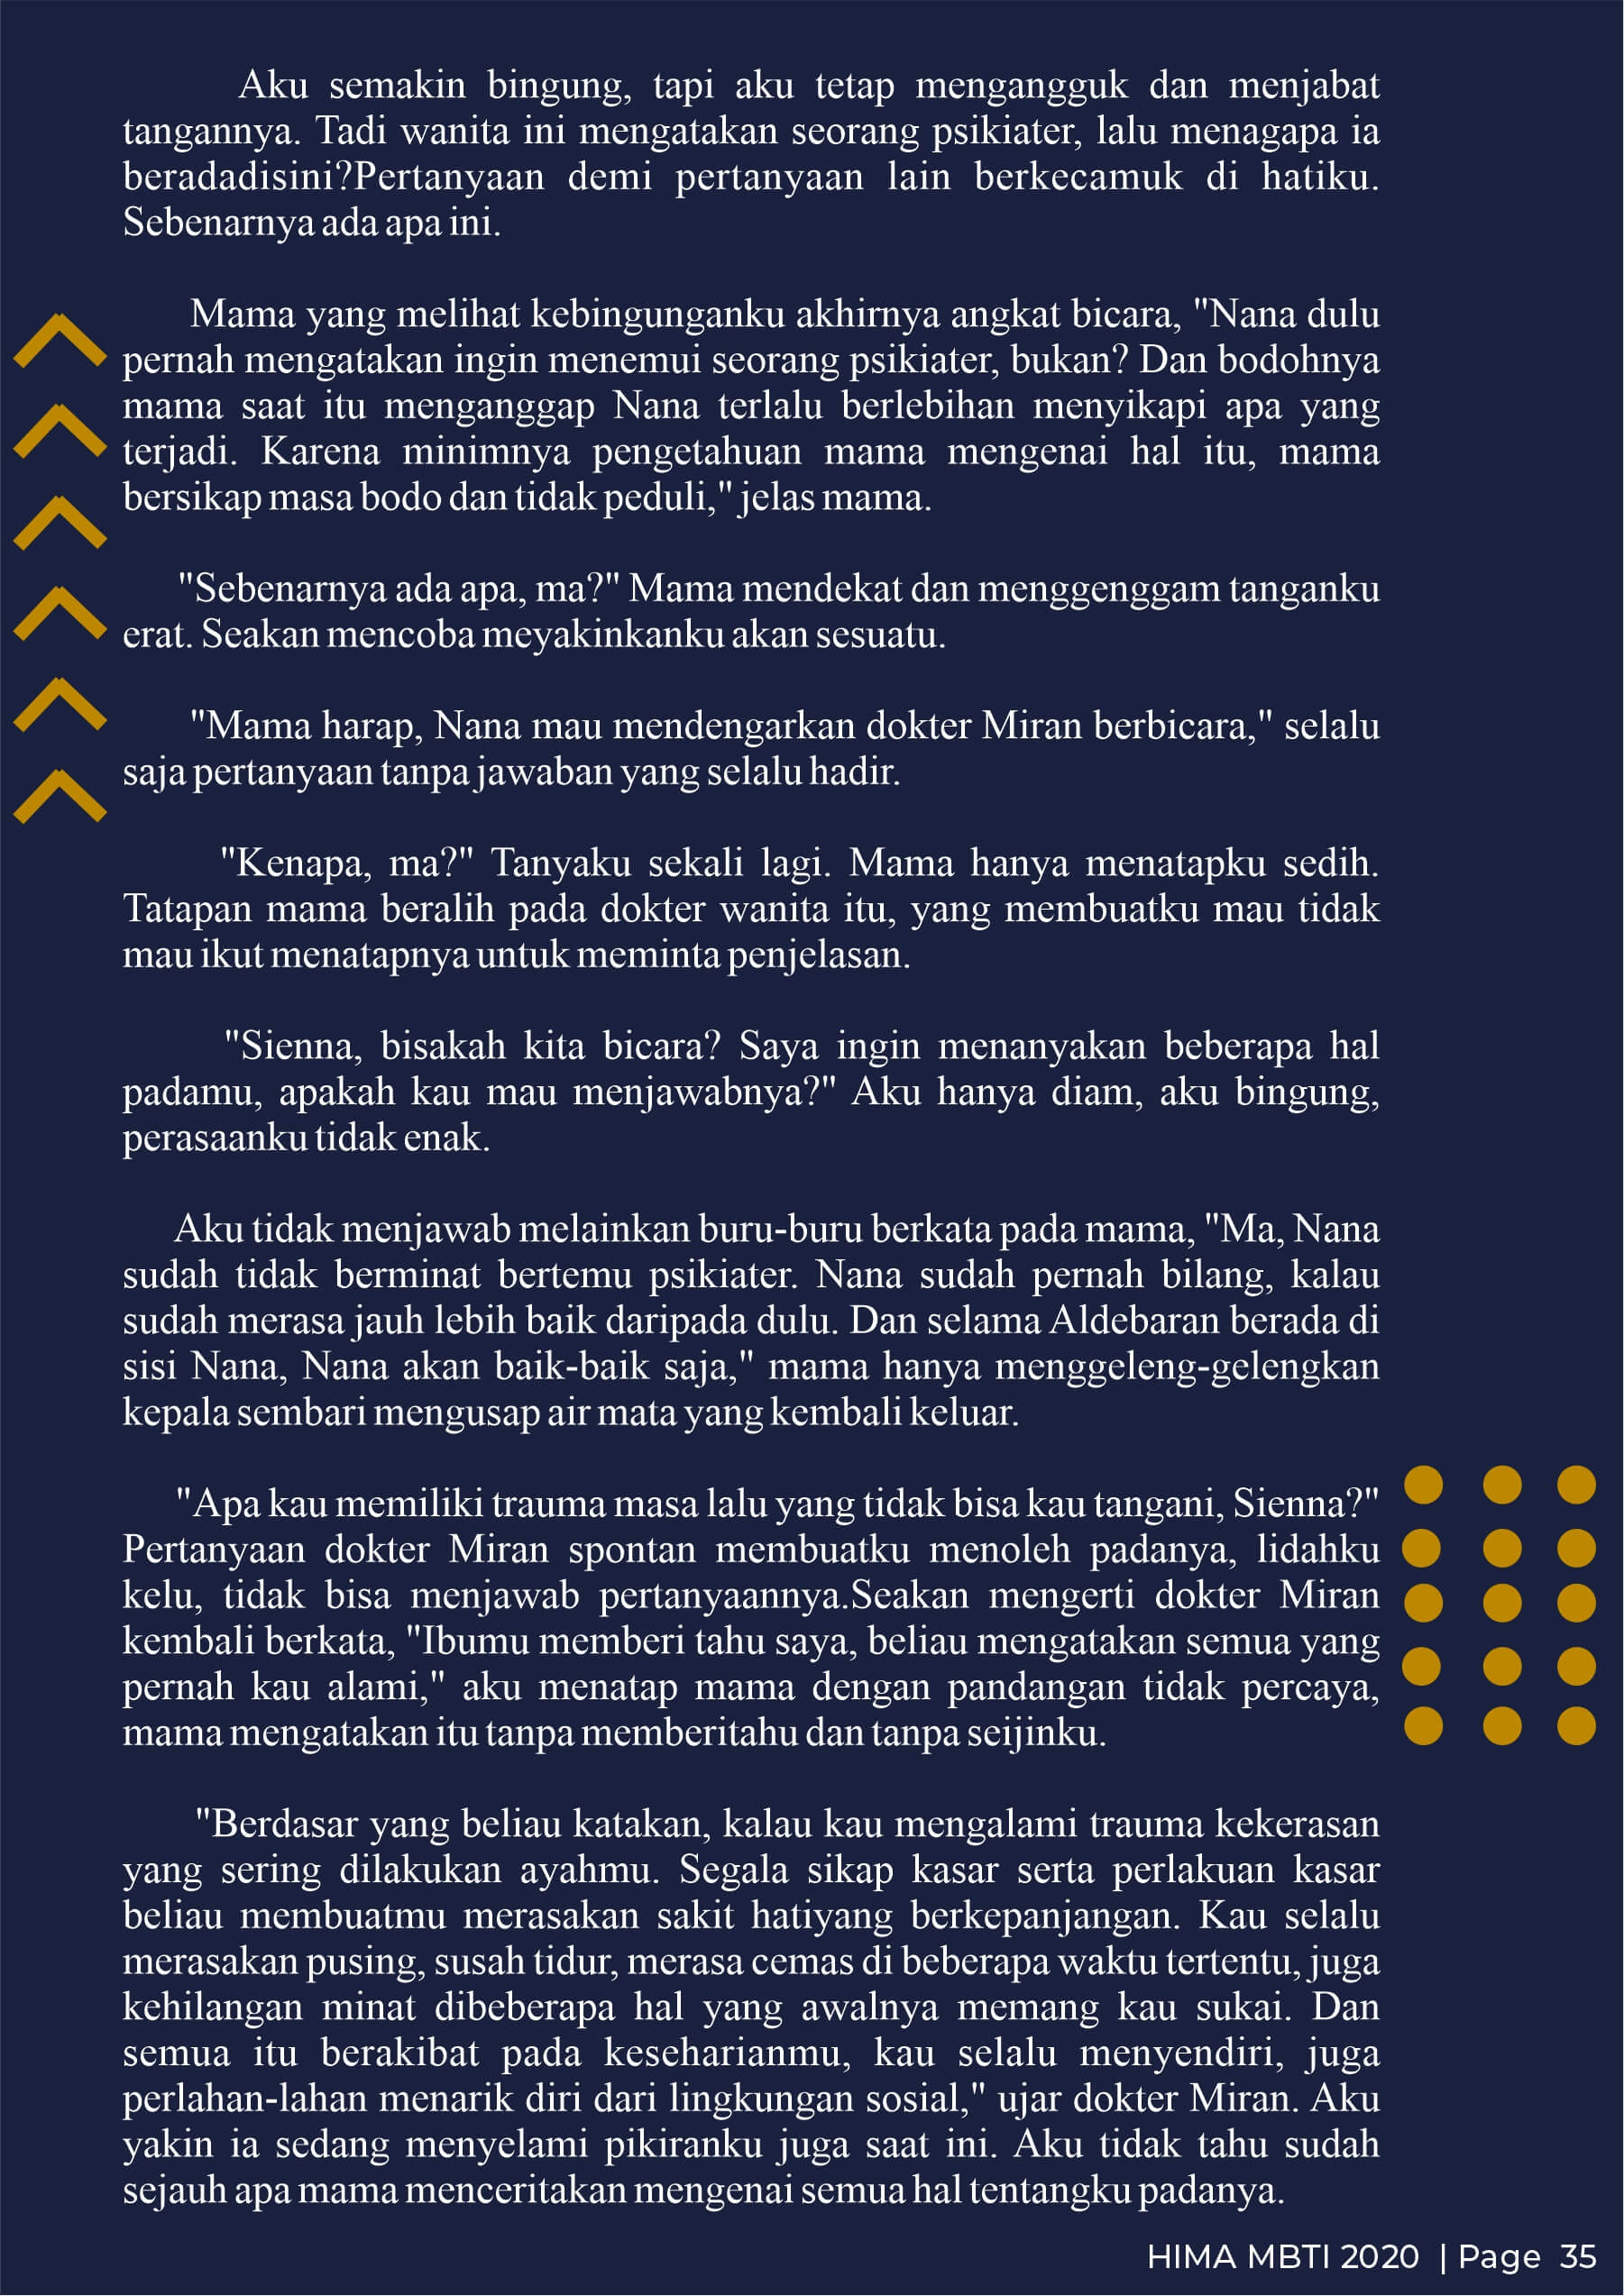 Aku semakin bingung, tapi aku tetap mengangguk dan menjabat
tangannya. Tadi wanita ini mengatakan seorang psikiater, lalu menagapa ia
beradadisini?Pertanyaan demi pertanyaan lain berkecamuk di hatiku.
Sebenarnya ada apa ini.
Mama yang melihat kebingunganku akhirnya angkat bicara, "Nana dulu
pernah mengatakan ingin menemui seorang psikiater, bukan? Dan bodohnya
mama saat itu menganggap Nana terlalu berlebihan menyikapi apa yang
terjadi. Karena minimnya pengetahuan mama mengenai hal itu, mama
bersikap masa bodo dan tidak peduli," jelas mama.
"Sebenarnya ada apa, ma?" Mama mendekat dan menggenggam tanganku
erat. Seakan mencoba meyakinkanku akan sesuatu.
"Mama harap, Nana mau mendengarkan dokter Miran berbicara," selalu
saja pertanyaan tanpa jawaban yang selalu hadir.
"Kenapa, ma?" Tanyaku sekali lagi. Mama hanya menatapku sedih.
Tatapan mama beralih pada dokter wanita itu, yang membuatku mau tidak
mau ikut menatapnya untuk meminta penjelasan.
"Sienna, bisakah kita bicara? Saya ingin menanyakan beberapa hal
padamu, apakah kau mau menjawabnya?" Aku hanya diam, aku bingung,
perasaanku tidak enak.
Aku tidak menjawab melainkan buru-buru berkata pada mama, "Ma, Nana
sudah tidak berminat bertemu psikiater. Nana sudah pernah bilang, kalau
sudah merasa jauh lebih baik daripada dulu. Dan selama Aldebaran berada di
sisi Nana, Nana akan baik-baik saja," mama hanya menggeleng-gelengkan
kepala sembari mengusap air mata yang kembali keluar.
"Apa kau memiliki trauma masa lalu yang tidak bisa kau tangani, Sienna?"
Pertanyaan dokter Miran spontan membuatku menoleh padanya, lidahku
kelu, tidak bisa menjawab pertanyaannya.Seakan mengerti dokter Miran
kembali berkata, "Ibumu memberi tahu saya, beliau mengatakan semua yang
pernah kau alami," aku menatap mama dengan pandangan tidak percaya,
mama mengatakan itu tanpa memberitahu dan tanpa seijinku.
"Berdasar yang beliau katakan, kalau kau mengalami trauma kekerasan
yang sering dilakukan ayahmu. Segala sikap kasar serta perlakuan kasar
beliau membuatmu merasakan sakit hatiyang berkepanjangan. Kau selalu
merasakan pusing, susah tidur, merasa cemas di beberapa waktu tertentu, juga
kehilangan minat dibeberapa hal yang awalnya memang kau sukai. Dan
semua itu berakibat pada keseharianmu, kau selalu menyendiri, juga
perlahan-lahan menarik diri dari lingkungan sosial," ujar dokter Miran. Aku
yakin ia sedang menyelami pikiranku juga saat ini. Aku tidak tahu sudah
sejauh apa mama menceritakan mengenai semua hal tentangku padanya.
HIMA MBTI 2020 | Page 35